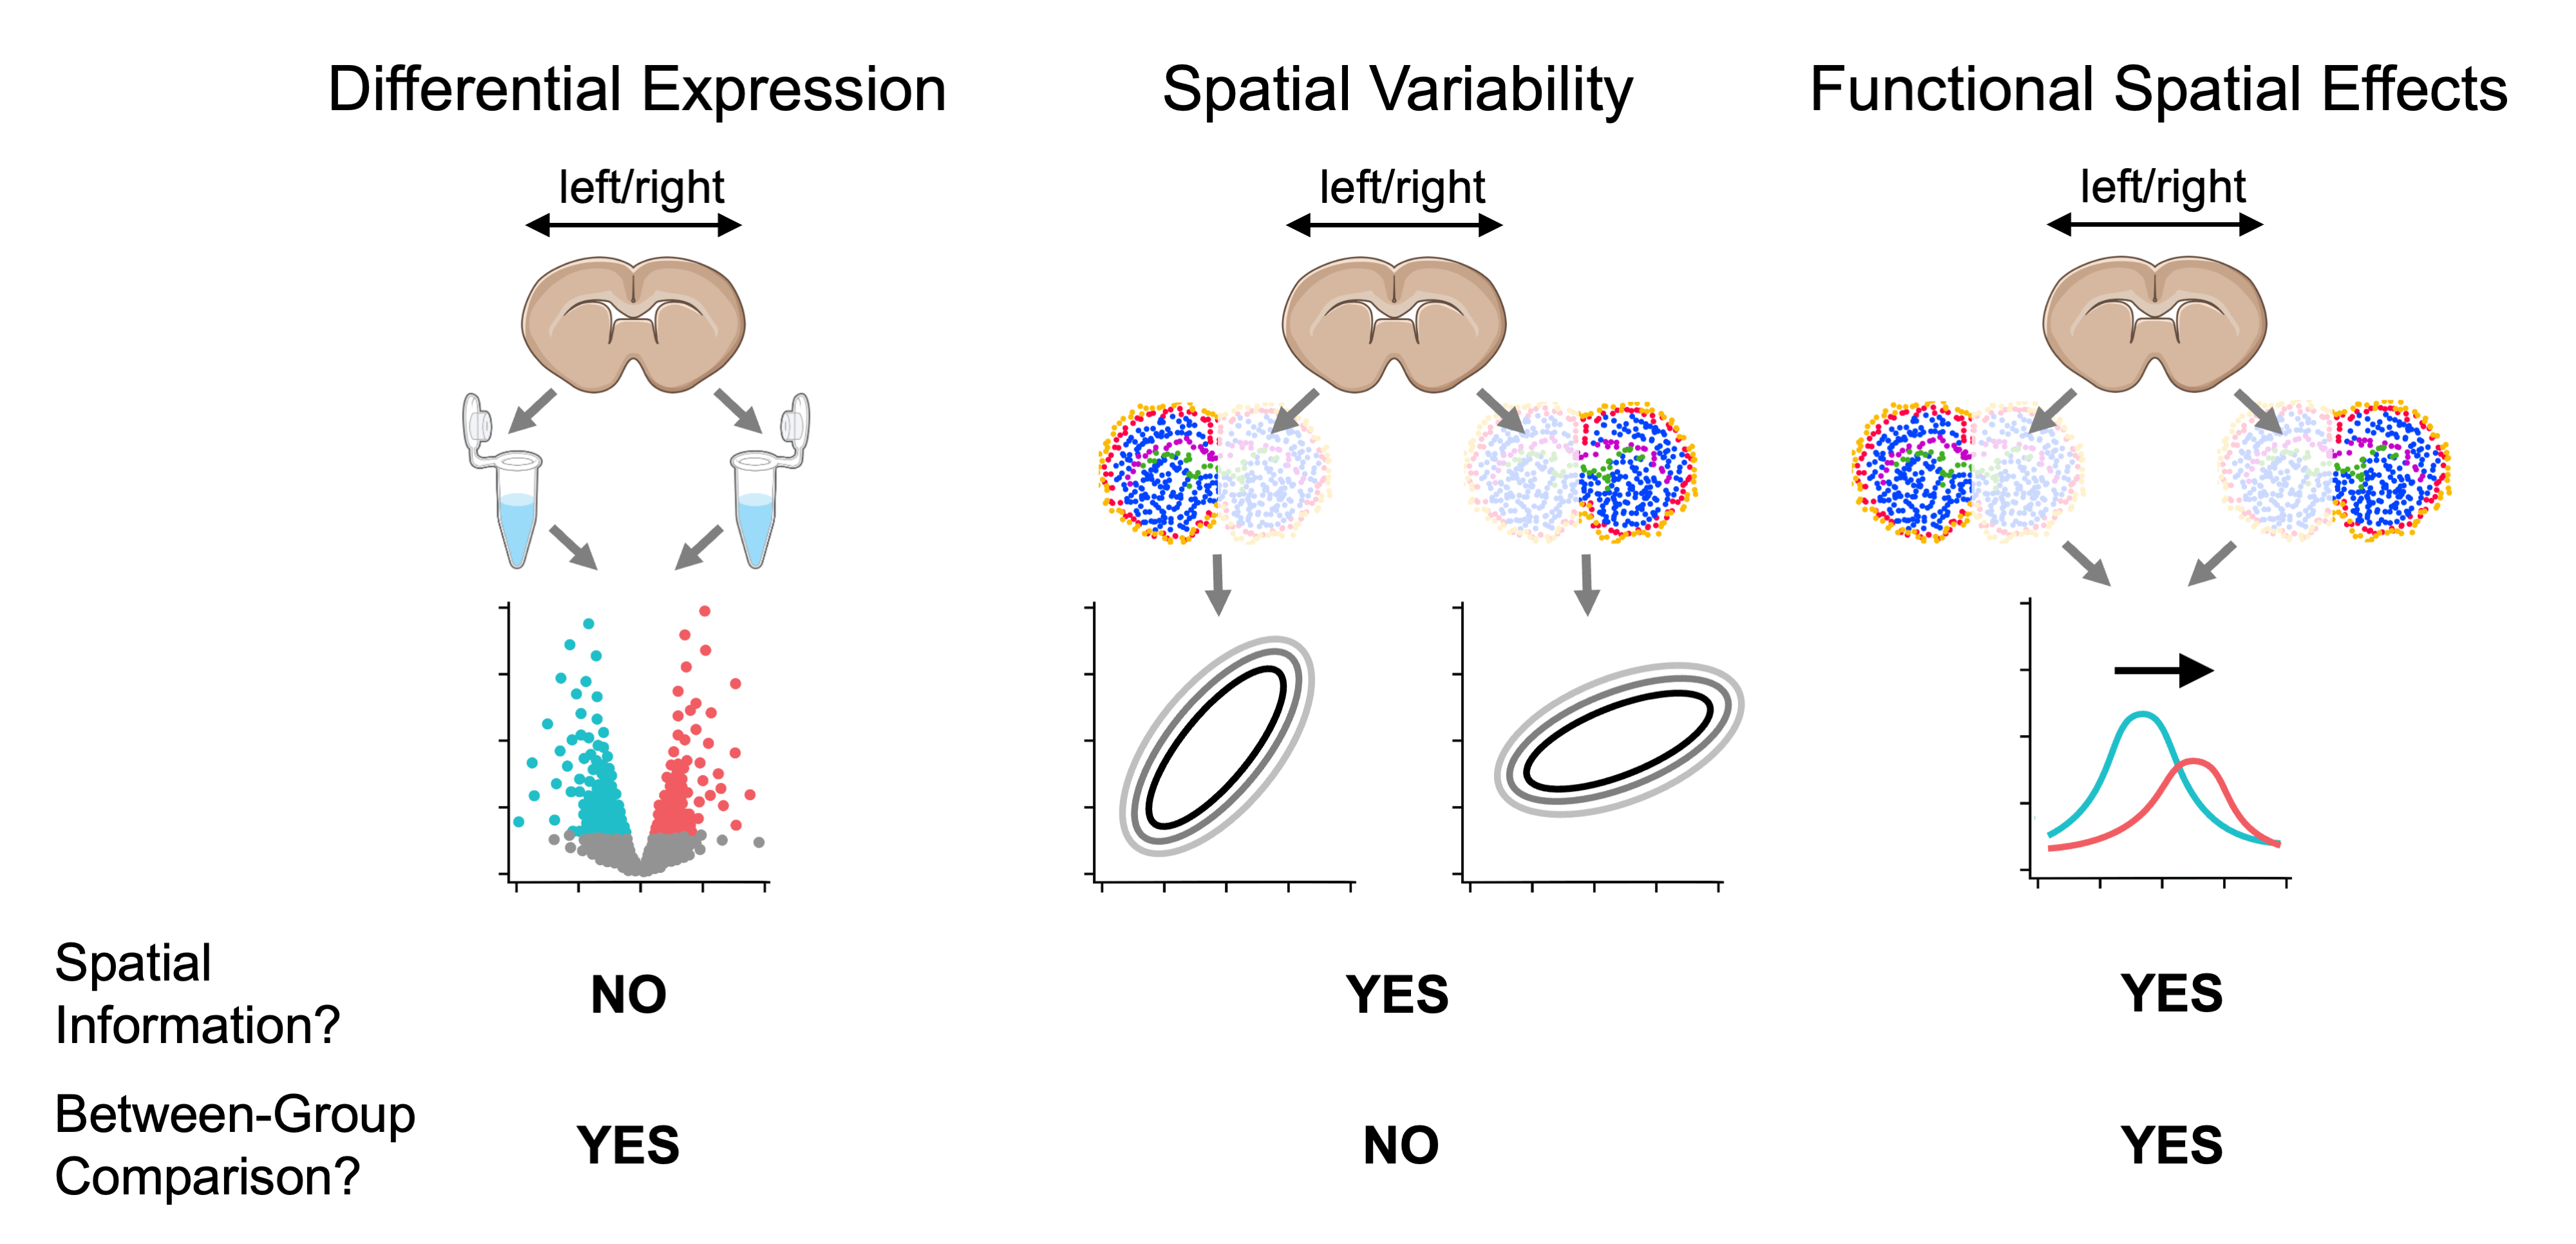 Differential Expression
Spatial Variability
Functional Spatial Effects
left/right
left/right
left/right
Spatial
Information?
NO
YES
YES
Between-Group
Comparison?
YES
NO
YES